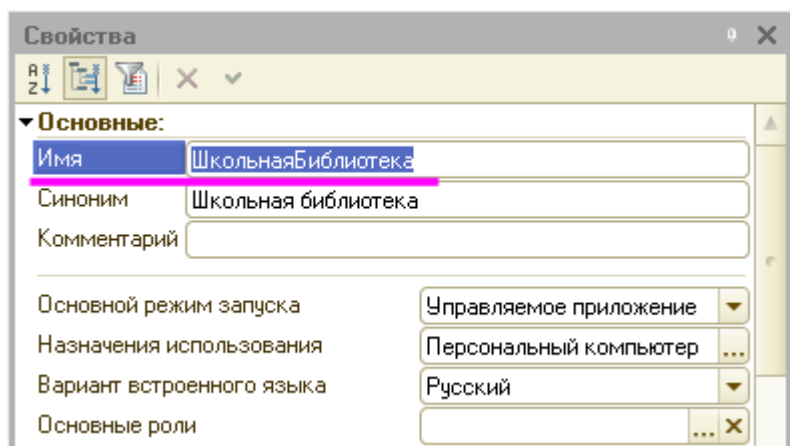 Свойства
Основные:
Имя ШкольнаяБиблиотека
Синоним Школьная библиотека
Комментарий
Основной режим запуска Управляемое приложение
Назначения использования Персональный компьютер ...
Вариант встроенного языка Русский
Основные роли ...